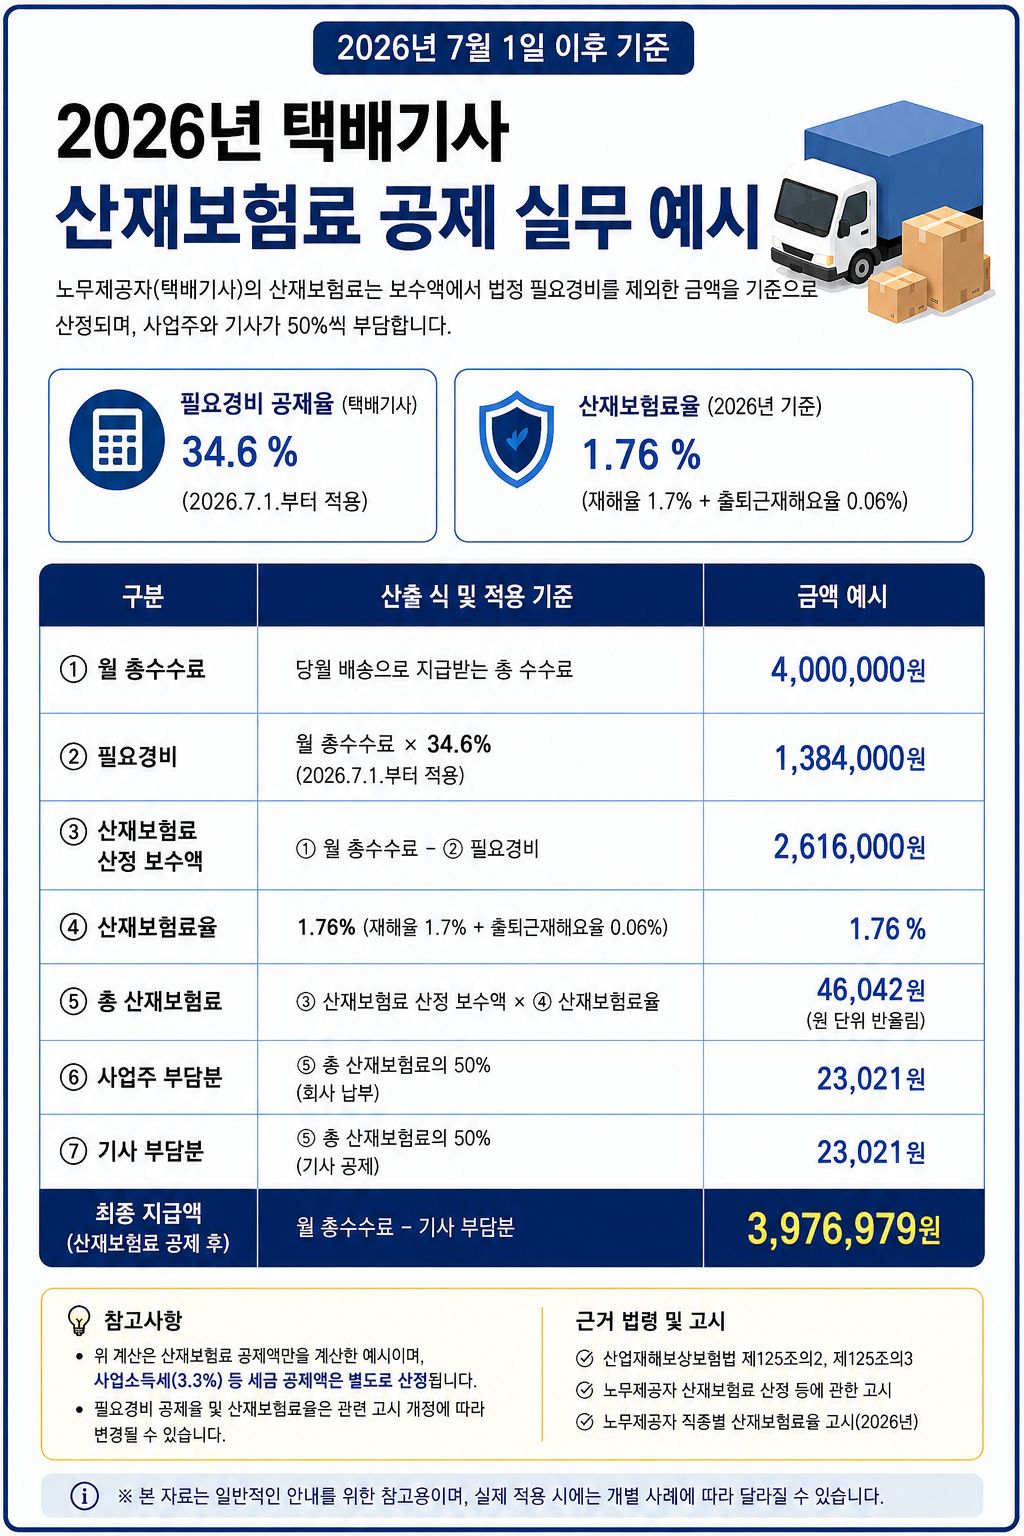 2026년 7월 1일 이후 기준
2026년 택배기사
산재보험료 공제 실무 예시
노무제공자(택배기사)의 산재보험료는 보수액에서 법정 필요경비를 제외한 금액을 기준으로
산정되며, 사업주와 기사가 50%씩 부담합니다.
필요경비 공제율 (택배기사)
34.6 %
(2026.7.1.부터 적용)
산재보험료율 (2026년 기준)
1.76 %
(재해율 1.7% + 출퇴근재해요율 0.06%)
구분 산출 식 및 적용 기준 금액 예시
① 월 총수수료 당월 배송으로 지급받는 총 수수료 4,000,000원
② 필요경비 월 총수수료 × 34.6% 1,384,000원
(2026.7.1.부터 적용)
③ 산재보험료
산정 보수액 ① 월 총수수료 - ② 필요경비 2,616,000원
④ 산재보험료율 1.76% (재해율 1.7% + 출퇴근재해요율 0.06%) 1.76 %
⑤ 총 산재보험료 ③ 산재보험료 산정 보수액 × ④ 산재보험료율 46,042원
(원 단위 반올림)
⑥ 사업주 부담분 ⑤ 총 산재보험료의 50% 23,021원
(회사 납부)
⑦ 기사 부담분 ⑤ 총 산재보험료의 50% 23,021원
(기사 공제)
최종 지급액
(산재보험료 공제 후) 월 총수수료 - 기사 부담분 3,976,979원
참고사항
• 위 계산은 산재보험료 공제액만을 계산한 예시이며,
사업소득세(3.3%) 등 세금 공제액은 별도로 산정됩니다.
• 필요경비 공제율 및 산재보험료율은 관련 고시 개정에 따라
변경될 수 있습니다.
근거 법령 및 고시
산업재해보상보험법 제125조의2, 제125조의3
노무제공자 산재보험료 산정 등에 관한 고시
노무제공자 직종별 산재보험료율 고시(2026년)
※ 본 자료는 일반적인 안내를 위한 참고용이며, 실제 적용 시에는 개별 사례에 따라 달라질 수 있습니다.